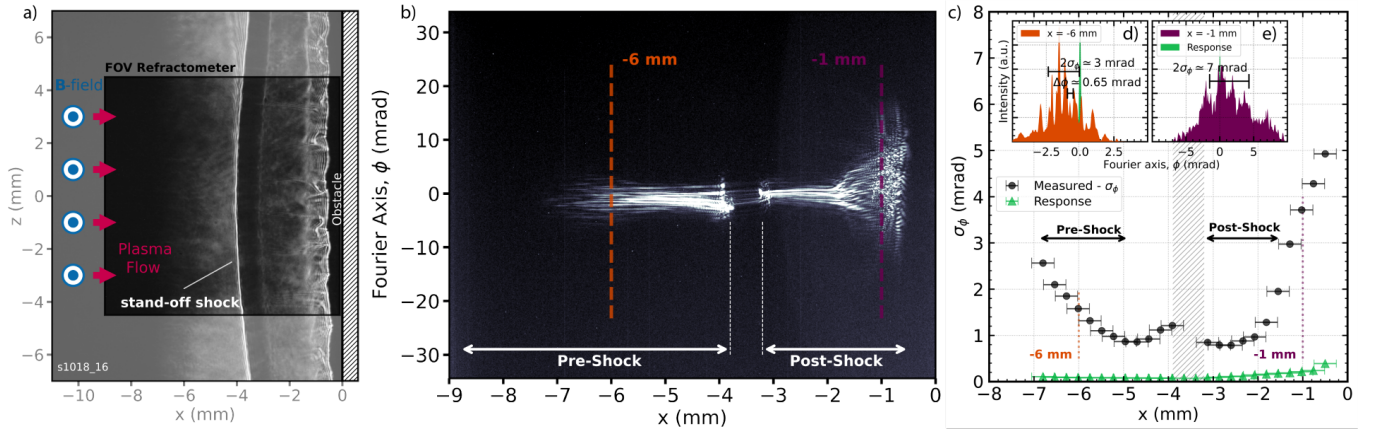 a)
6
4
2
0
−2
−4
−6
z (mm)
FOV Refractometer
B-field
Plasma
Flow
stand-off shock
Obstacle
s1018_16
−10
−8
−6
−4
−2
0
x (mm)
b)
30
20
10
0
−10
−20
−30
Fourier Axis, ϕ (mrad)
-6 mm
-1 mm
Pre-Shock
Post-Shock
−9
−8
−7
−6
−5
−4
−3
−2
−1
0
x (mm)
c)
8
7
6
5
4
3
2
1
0
σϕ (mrad)
x = -6 mm
d)
2σϕ ≃ 3 mrad
Δϕ ≃ 0.65 mrad
Intensity (a.u.)
−2.5
0.0
2.5
x = -1 mm
Response
e)
2σϕ ≃ 7 mrad
−5
0
5
Fourier axis, ϕ (mrad)
Measured - σϕ
Response
Pre-Shock
Post-Shock
-6 mm
-1 mm
−8
−7
−6
−5
−4
−3
−2
−1
0
x (mm)